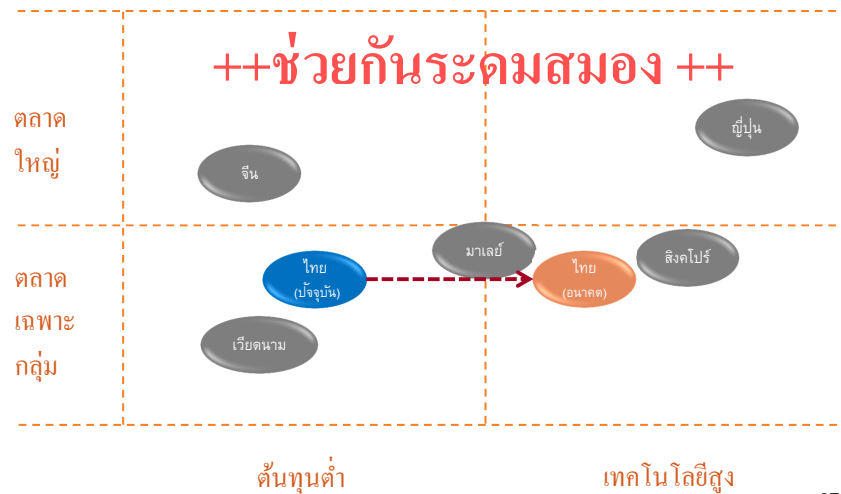 ++ช่วยกันระดมสมอง ++
ตลาด
ใหญ่
ญี่ปุ่น
จีน
มาเลย์
สิงคโปร์
ตลาด
เฉพาะ
กลุ่ม
ไทย
(ปัจจุบัน)
ไทย
(อนาคต)
เวียดนาม
ต้นทุนต่ำ
เทคโนโลยีสูง